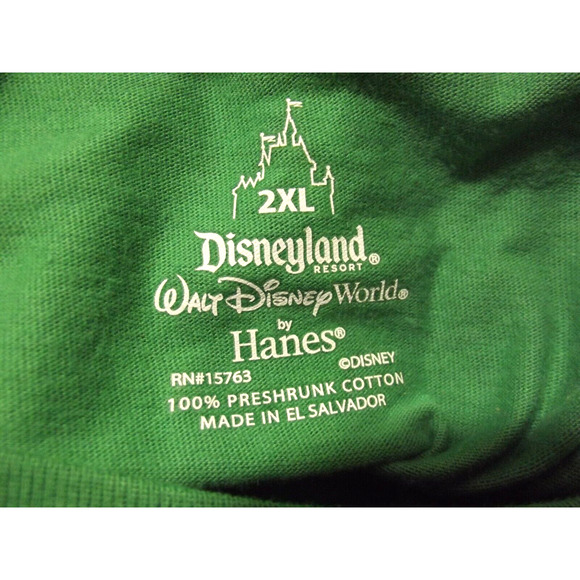 2XL
Disneyland®
RESORT
Walt Disney World®
by
Hanes®
©DISNEY
RN#15763
100% PRESHRUNK COTTON
MADE IN EL SALVADOR